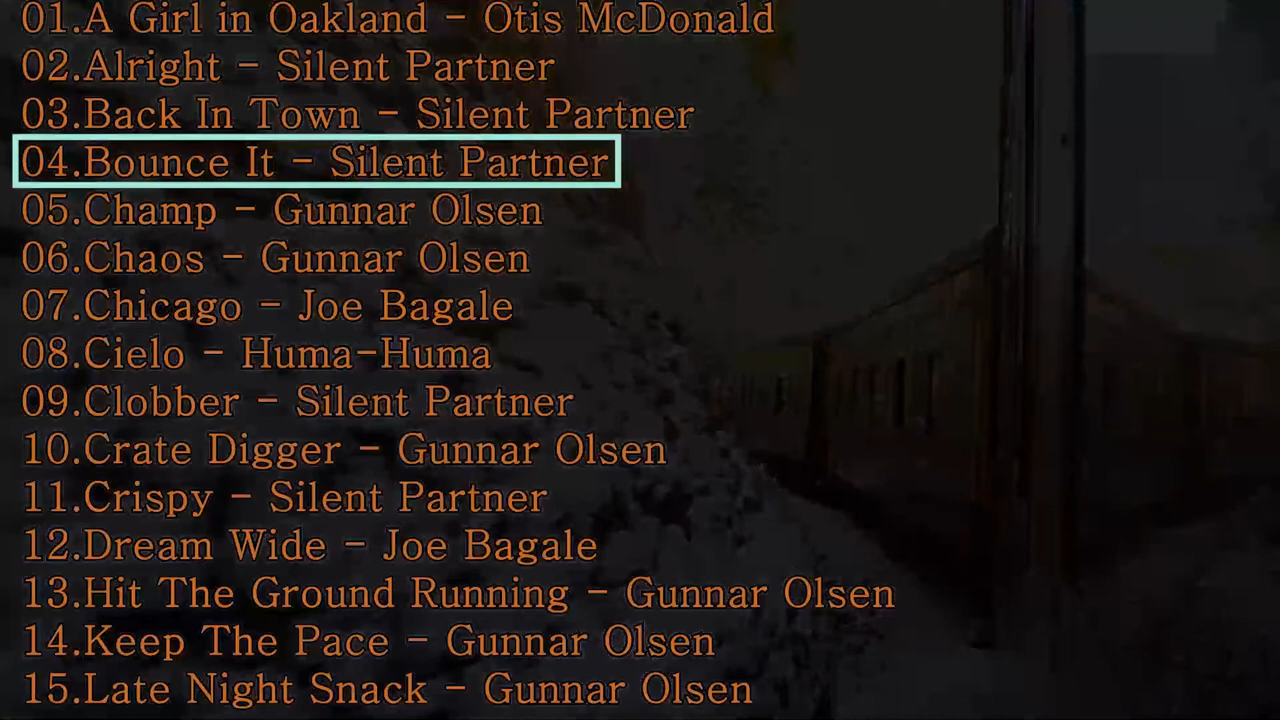 01.A Girl in Oakland - Otis McDonald
02.Alright - Silent Partner
03.Back In Town - Silent Partner
04.Bounce It - Silent Partner
05.Champ - Gunnar Olsen
06.Chaos - Gunnar Olsen
07.Chicago - Joe Bagale
08.Cielo - Huma-Huma
09.Clobber - Silent Partner
10.Crate Digger - Gunnar Olsen
11.Crispy - Silent Partner
12.Dream Wide - Joe Bagale
13.Hit The Ground Running - Gunnar Olsen
14.Keep The Pace - Gunnar Olsen
15.Late Night Snack - Gunnar Olsen